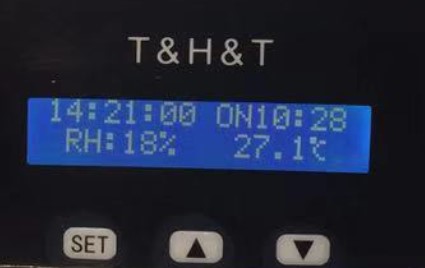 T&H&T
14:21:00 ON10:28
RH:18% 27.1℃
SET ▲ ▼